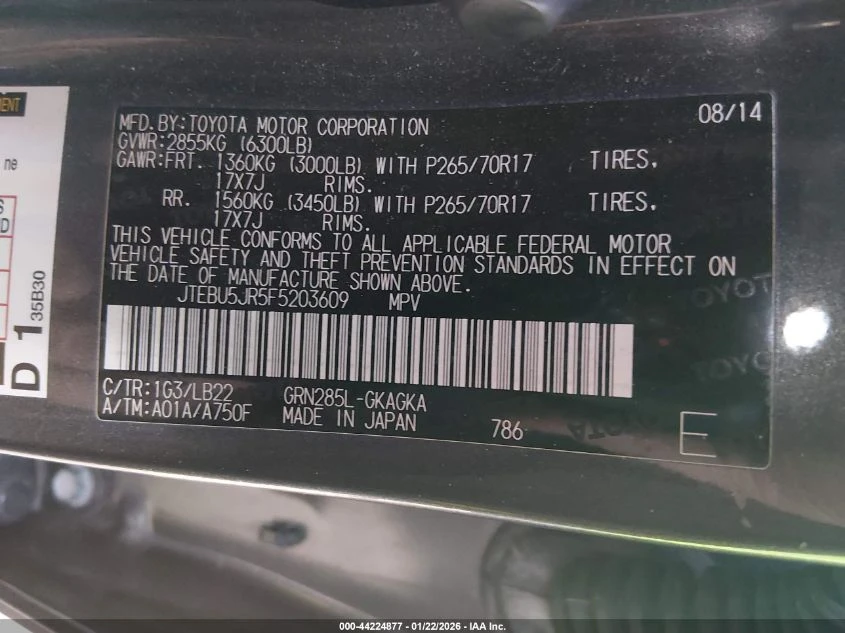 MENT
ne
S
D
D 1
35B30
08/14
MFD.BY:TOYOTA MOTOR CORPORATION
GVWR:2855KG (6300LB)
GAWR:FRT. 1360KG (3000LB) WITH P265/70R17 TIRES,
17X7J RIMS.
RR. 1560KG (3450LB) WITH P265/70R17 TIRES,
17X7J RIMS.
THIS VEHICLE CONFORMS TO ALL APPLICABLE FEDERAL MOTOR
VEHICLE SAFETY AND THEFT PREVENTION STANDARDS IN EFFECT ON
THE DATE OF MANUFACTURE SHOWN ABOVE.
JTEBU5JR5F5203609 MPV
C/TR:1G3/LB22 GRN285L-GKAGKA
A/TM:A01A/A750F MADE IN JAPAN 786 E
000-44224877 - 01/22/2026 - IAA Inc.